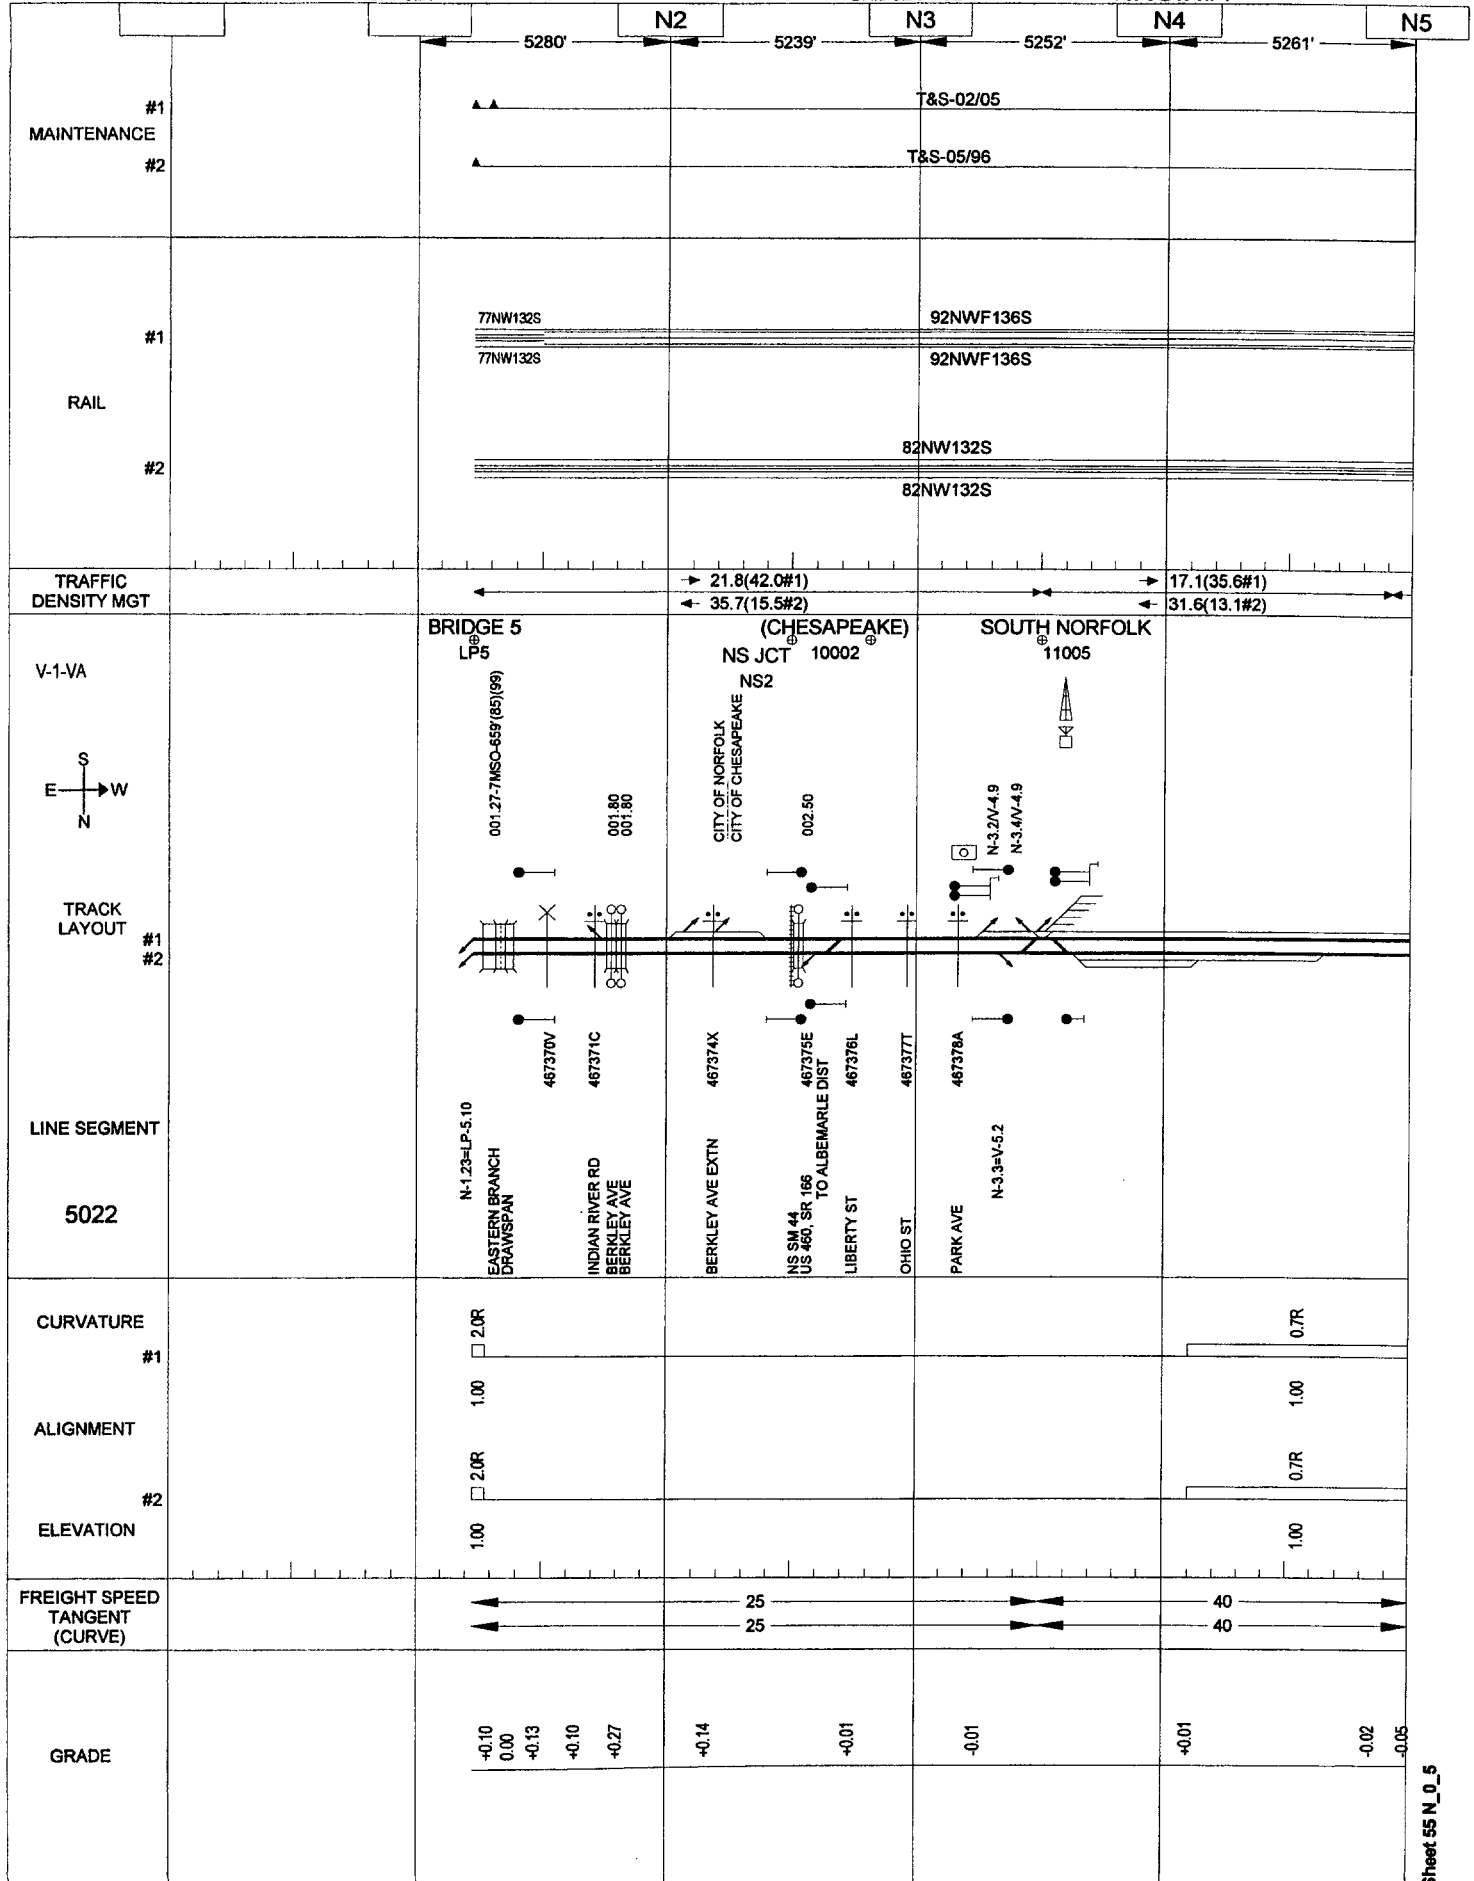 N2
N3
N4
N5
5280'
5239'
5252'
5261'
#1
T&S-02/05
MAINTENANCE
#2
T&S-05/96
77NW132S
92NWF136S
#1
77NW132S
92NWF136S
RAIL
82NW132S
#2
82NW132S
TRAFFIC
DENSITY MGT
21.8(42.0#1)
17.1(35.6#1)
35.7(15.5#2)
31.6(13.1#2)
BRIDGE 5
(CHESAPEAKE)
SOUTH NORFOLK
LP5
NS JCT
10002
11005
NS2
V-1-VA
S
E
W
N
001.27-7MSO-659'(85)(99)
001.80
001.80
CITY OF NORFOLK
CITY OF CHESAPEAKE
002.50
N-3.2/V-4.9
N-3.4/V-4.9
TRACK
LAYOUT
#1
#2
467370V
467371C
467374X
467375E
467376L
467377T
467378A
LINE SEGMENT
5022
N-1.23=LP-5.10
EASTERN BRANCH
DRAWSPAN
INDIAN RIVER RD
BERKLEY AVE
BERKLEY AVE
BERKLEY AVE EXTN
NS SM 44
US 460, SR 166
TO ALBEMARLE DIST
LIBERTY ST
OHIO ST
PARK AVE
N-3.3=V-5.2
CURVATURE
#1
2.0R
0.7R
1.00
1.00
ALIGNMENT
2.0R
0.7R
#2
ELEVATION
1.00
1.00
FREIGHT SPEED
TANGENT
(CURVE)
25
40
25
40
GRADE
+0.10
0.00
+0.13
+0.10
+0.27
+0.14
+0.01
-0.01
+0.01
-0.02
-0.05
Sheet 55 N_0_5